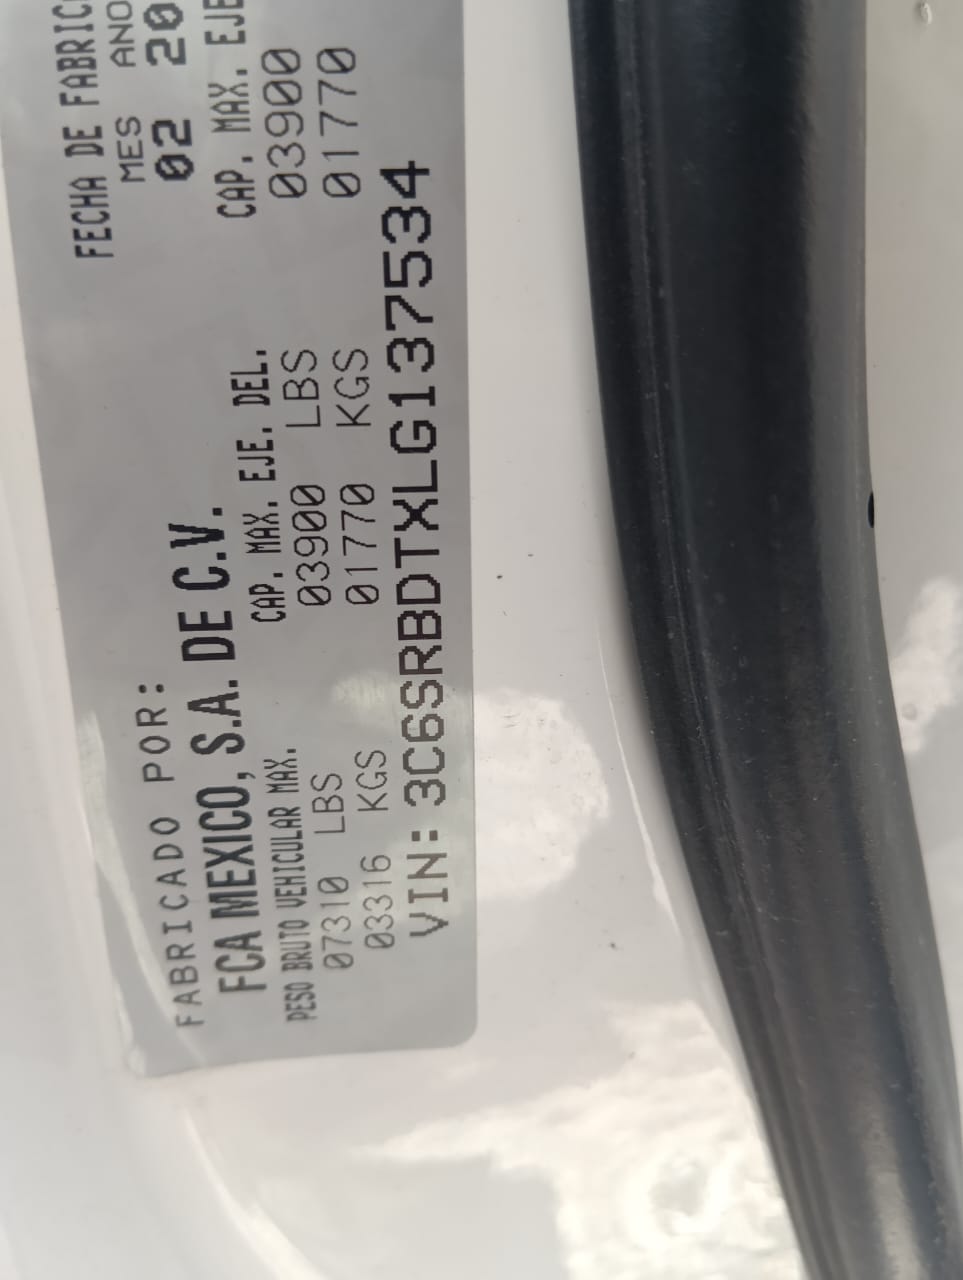 FABRICADO POR:
FECHA DE FABRIC
MES ANO
FCA MEXICO, S.A. DE C.V.
02 20
PESO BRUTO VEHICULAR MAX.
CAP. MAX. EJE. DEL.
CAP. MAX. EJE
07310 LBS
03900 LBS
03900
03316 KGS
01770 KGS
01770
VIN: 3C6SRBDTXLG137534